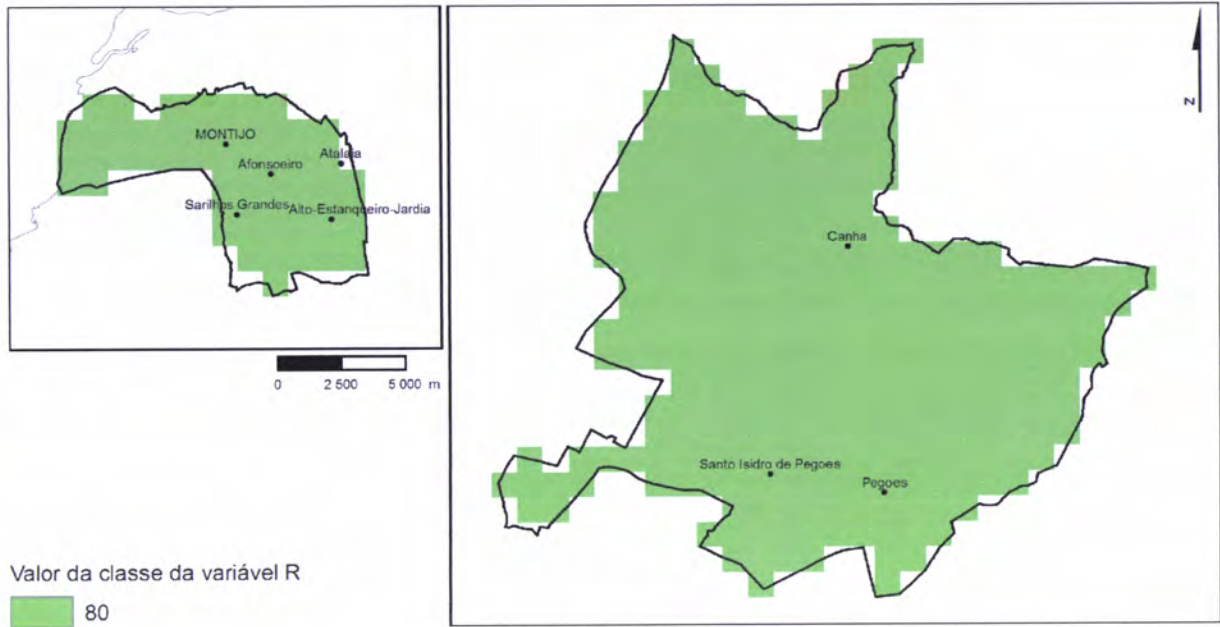 MONTIJO
Atalaia
Afonsoeiro
Sarilhos Grandes
Alto-Estanqueiro-Jardia
0 2 500 5 000 m
N
Canha
Santo Isidro de Pegoes
Pegoes
Valor da classe da variável R
80